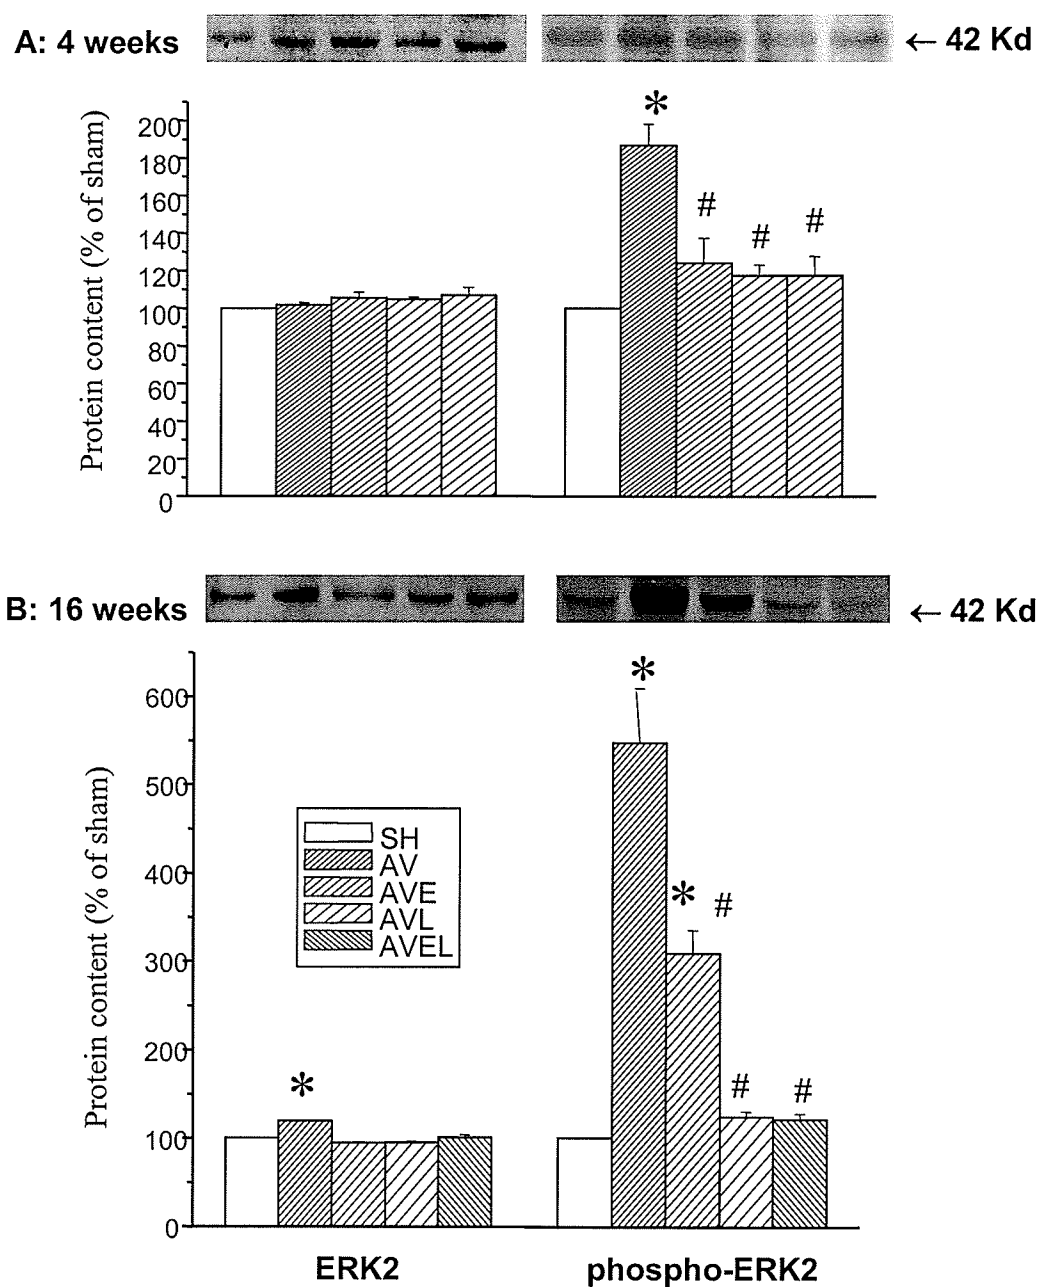 A: 4 weeks
← 42 Kd
Protein content (% of sham)
200
180
160
140
120
100
80
60
40
20
0
*
#
#
#
B: 16 weeks
← 42 Kd
Protein content (% of sham)
600
500
400
300
200
100
0
SH
AV
AVE
AVL
AVEL
*
*
* #
#
#
ERK2
phospho-ERK2